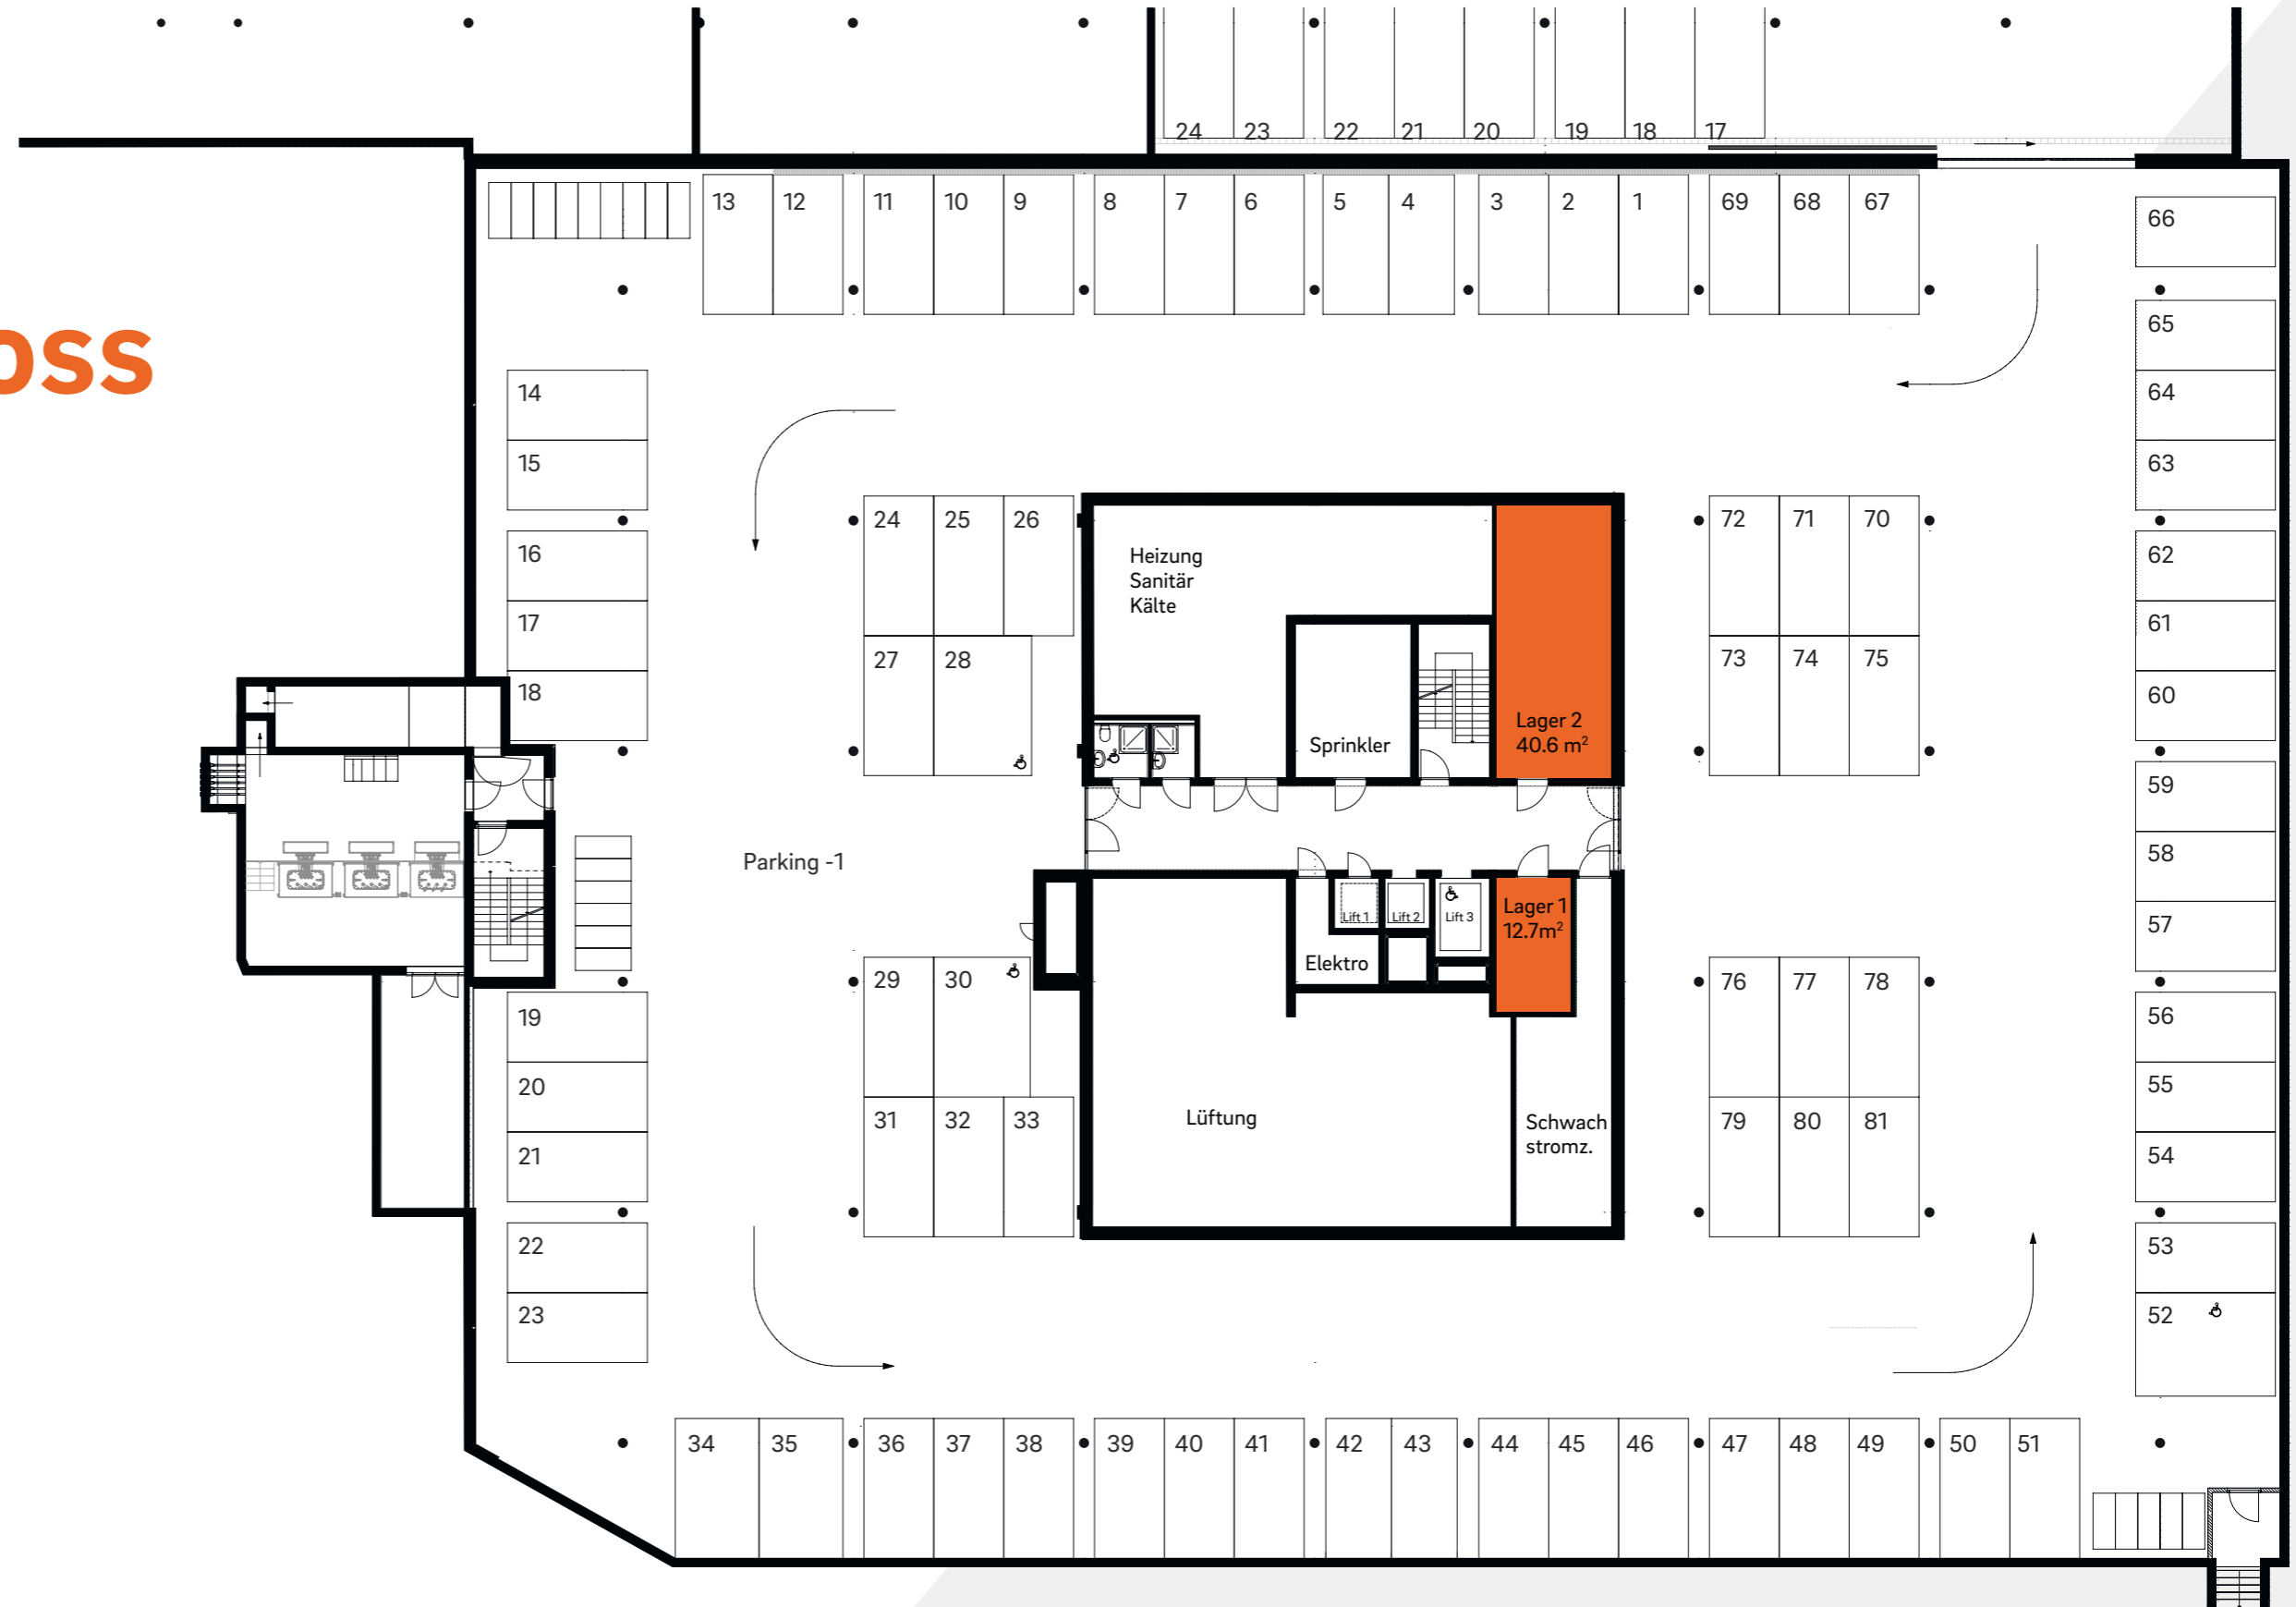 24 23 22 21 20 19 18 17
13 12 11 10 9 8 7 6 5 4 3 2 1 69 68 67
66
oss
65
14
64
15
63
24 25 26
72 71 70
16
Heizung
Sanitär
Kälte
62
17
61
27 28
73 74 75
18
60
Lager 2
40.6 m²
Sprinkler
59
Parking -1
58
Lift 1
Lift 2
Lift 3
Lager 1
12.7m²
57
Elektro
29 30
76 77 78
19
56
20
55
31 32 33
Lüftung
Schwach
stromz.
79 80 81
21
54
22
53
23
52
34 35 36 37 38 39 40 41 42 43 44 45 46 47 48 49 50 51